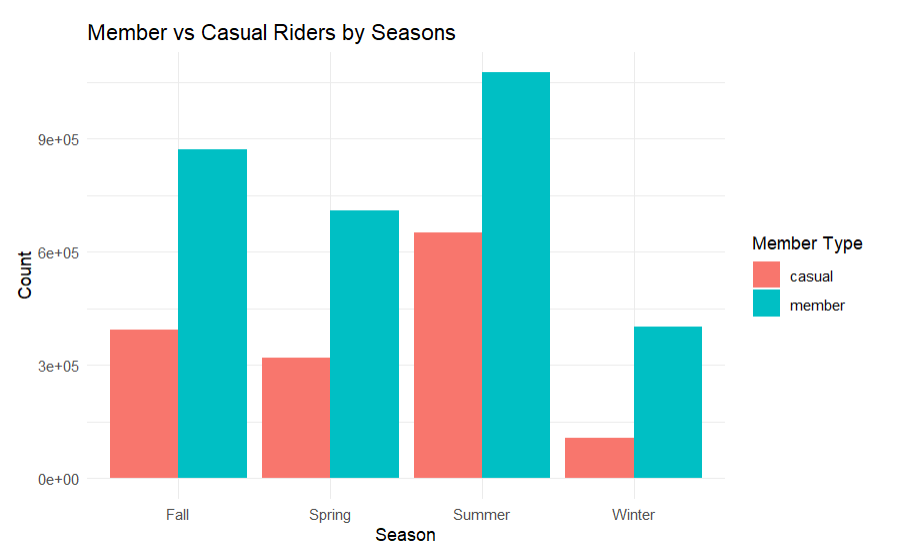 Member vs Casual Riders by Seasons
9e+05
6e+05
3e+05
0e+00
Count
Fall Spring Summer Winter
Season
Member Type
casual
member